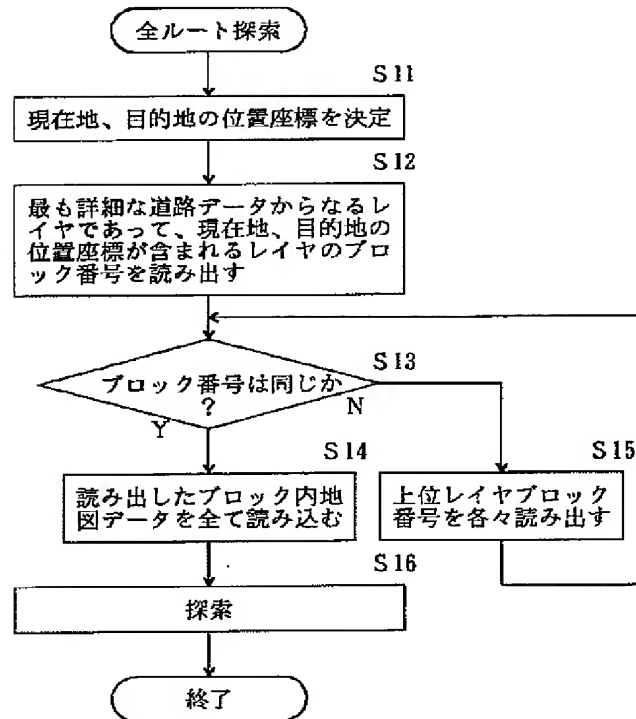 全ルート探索
S11
現在地、目的地の位置座標を決定
S12
最も詳細な道路データからなるレ
イヤであって、現在地、目的地の
位置座標が含まれるレイヤのブロ
ック番号を読み出す
S13
ブロック番号は同じか
?
N
Y
S14
読み出したブロック内地
図データを全て読み込む
S15
上位レイヤブロック
番号を各々読み出す
S16
探索
終了